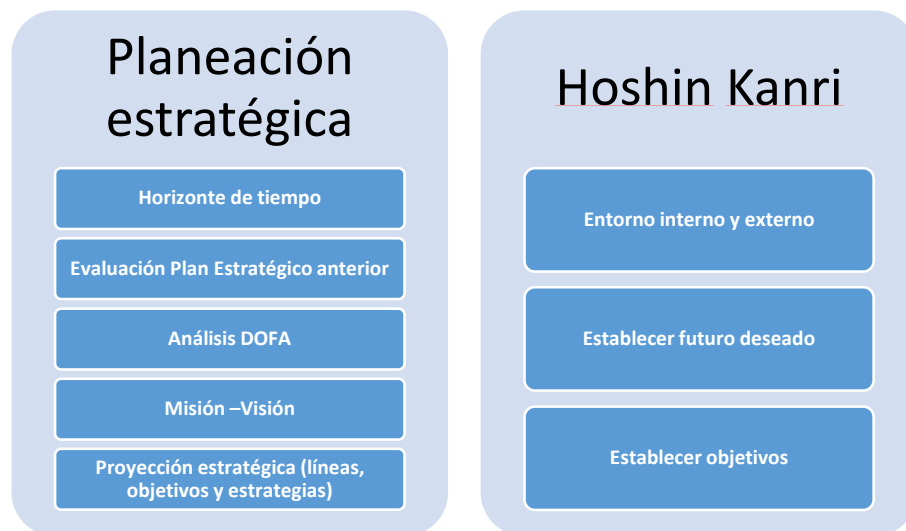 Planeación
estratégica
Horizonte de tiempo
Evaluación Plan Estratégico anterior
Análisis DOFA
Misión –Visión
Proyección estratégica (líneas,
objetivos y estrategias)
Hoshin Kanri
Entorno interno y externo
Establecer futuro deseado
Establecer objetivos